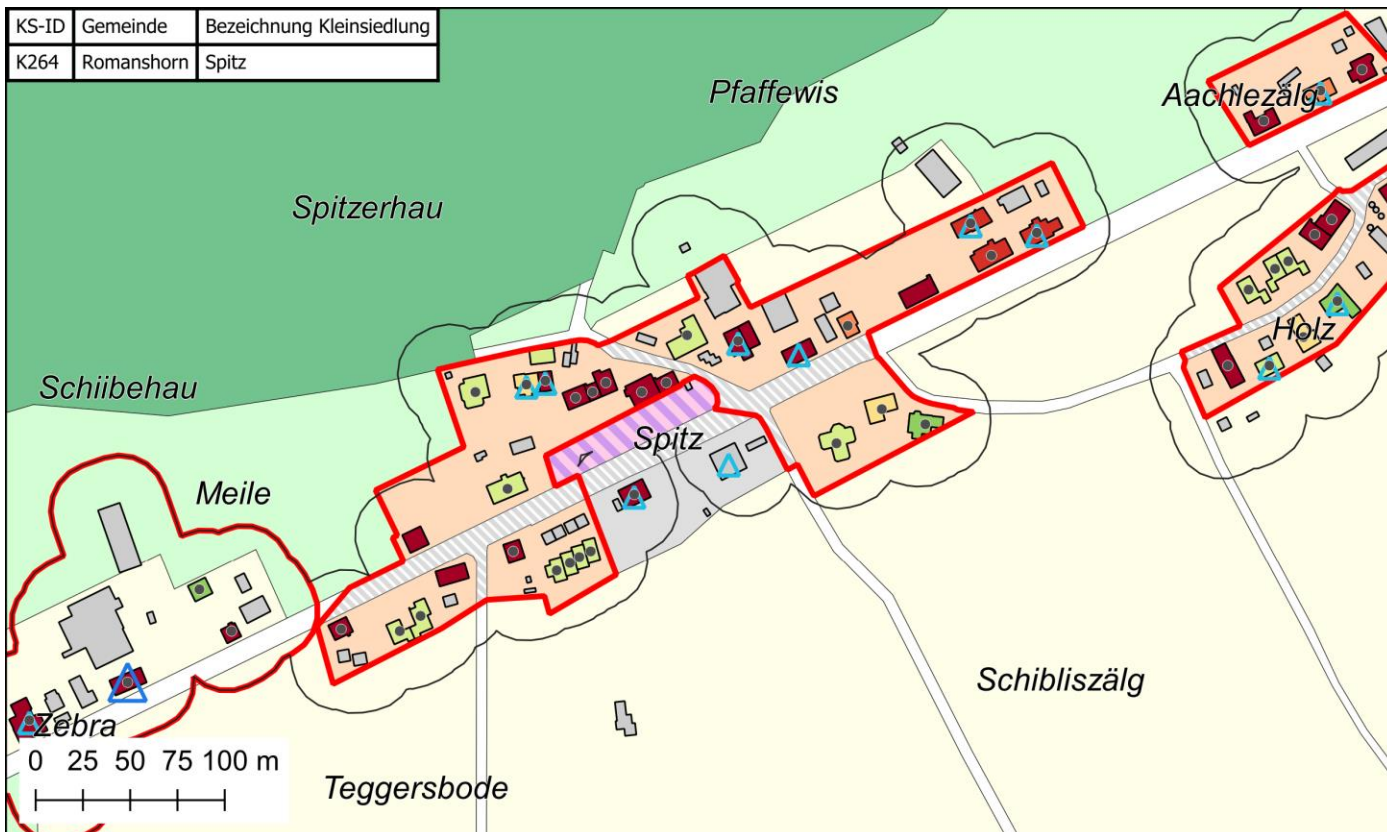 KS-ID Gemeinde Bezeichnung Kleinsiedlung
K264 Romanshorn Spitz
Pfaffewis
Aachlezälg
Spitzerhau
Holz
Schiibehau
Spitz
Meile
Schibliszälg
Zebra
0 25 50 75 100 m
Teggersbode